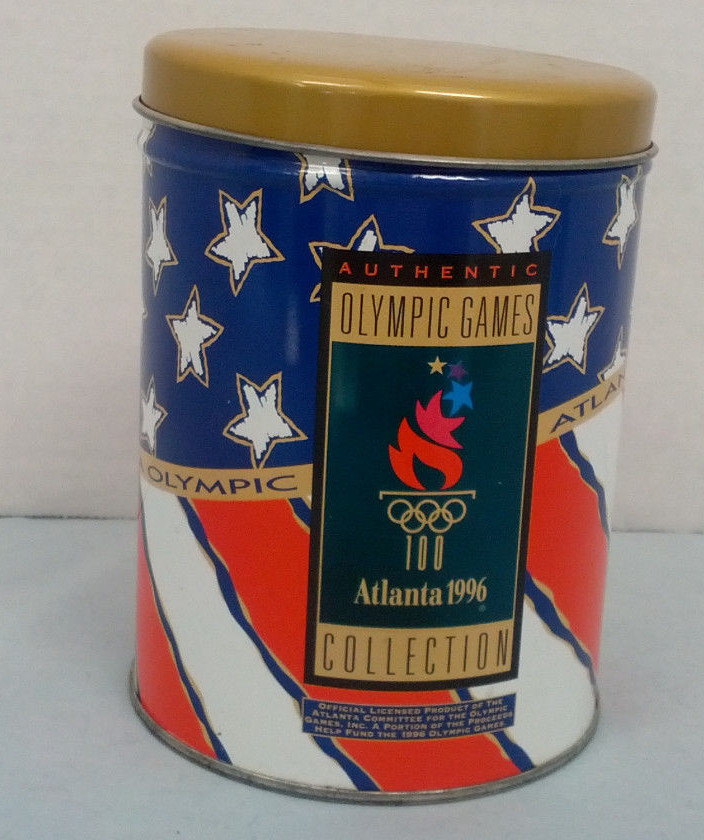 AUTHENTIC
OLYMPIC GAMES
100
Atlanta 1996
COLLECTION
OLYMPIC
ATLAN
OFFICIAL LICENSED PRODUCT OF THE
ATLANTA COMMITTEE FOR THE OLYMPIC
GAMES, INC. A PORTION OF THE PROCEEDS
HELP FUND THE 1996 OLYMPIC GAMES.